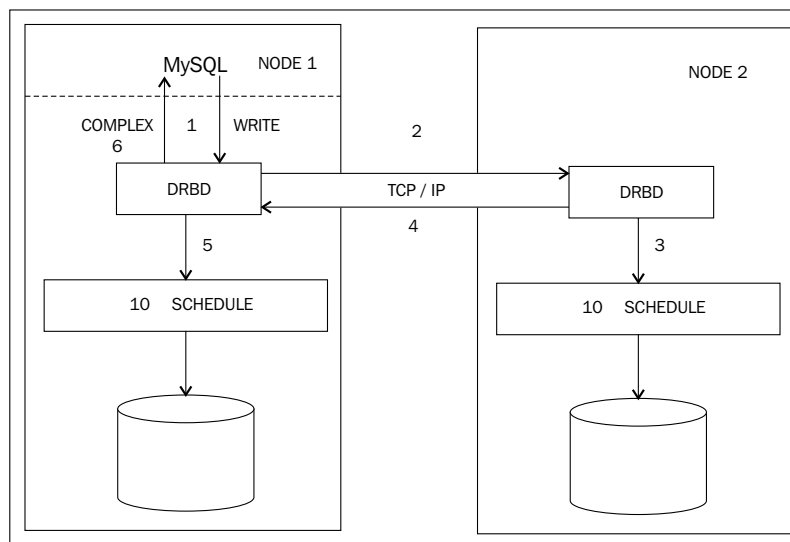 MySQL NODE 1
NODE 2
COMPLEX 1 WRITE
6
2
DRBD
TCP / IP
DRBD
4
5
3
10 SCHEDULE
10 SCHEDULE